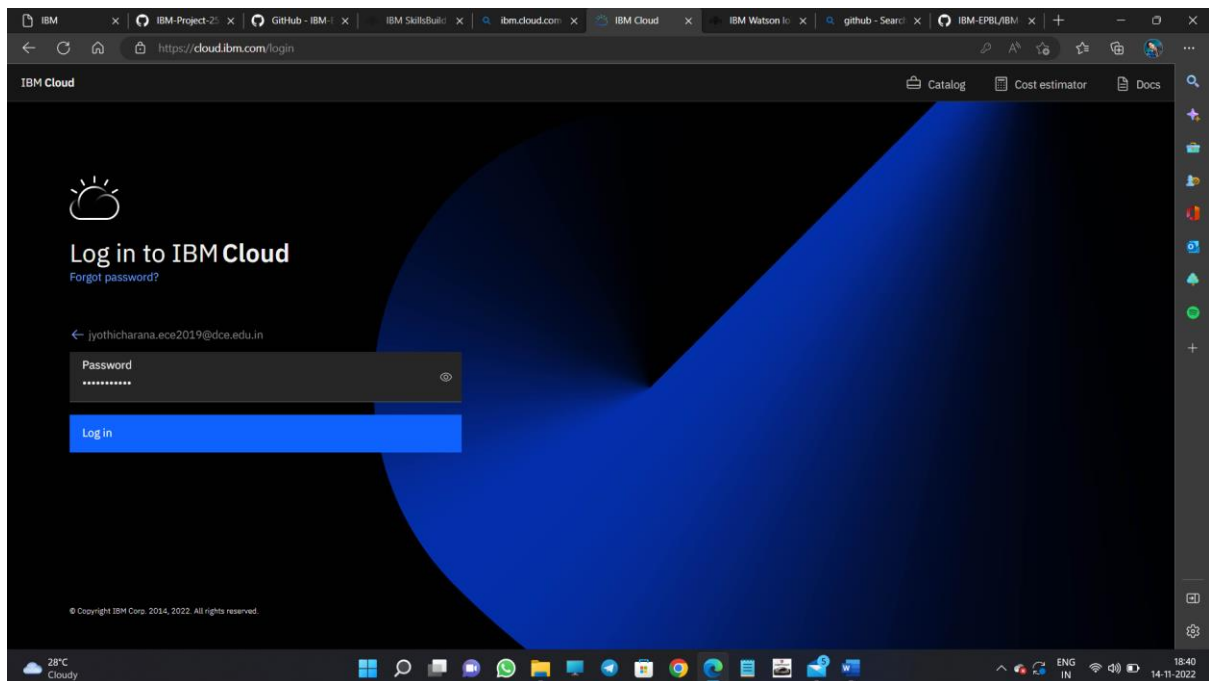 IBM
IBM-Project-25
GitHub - IBM-
IBM SkillsBuild
ibm.cloud.com
IBM Cloud
IBM Watson Io
github - Search
IBM-EPBL/IBM
https://cloud.ibm.com/login
IBM Cloud
Catalog
Cost estimator
Docs
Log in to IBM Cloud
Forgot password?
← jyothicharana.ece2019@dce.edu.in
Password
•••••••••••
Log in
© Copyright IBM Corp. 2014, 2022. All rights reserved.
28°C
Cloudy
ENG
IN
18:40
14-11-2022